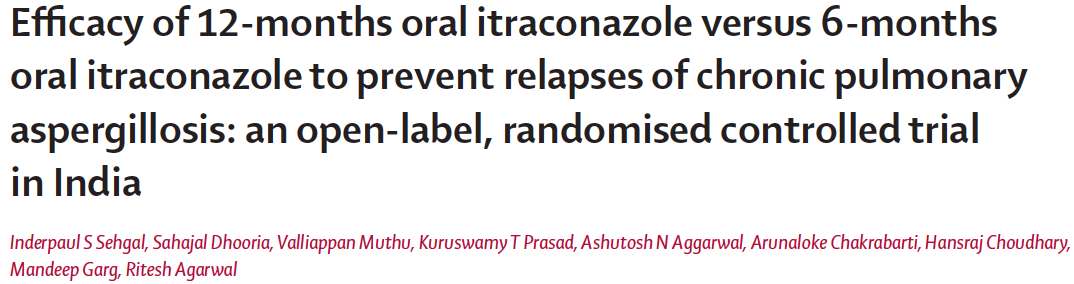 Efficacy of 12-months oral itraconazole versus 6-months
oral itraconazole to prevent relapses of chronic pulmonary
aspergillosis: an open-label, randomised controlled trial
in India
Inderpaul S Sehgal, Sahajal Dhooria, Valliappan Muthu, Kuruswamy T Prasad, Ashutosh N Aggarwal, Arunaloke Chakrabarti, Hansraj Choudhary,
Mandeep Garg, Ritesh Agarwal